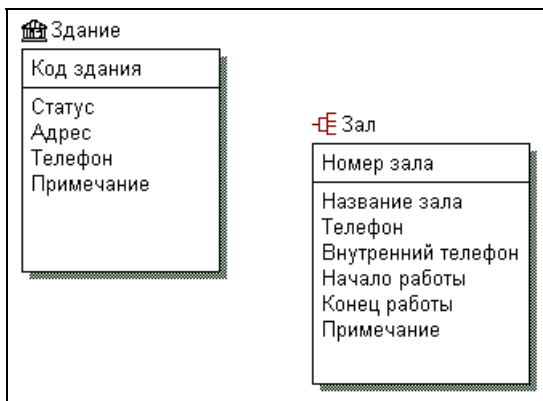 Здание
Код здания
Статус
Адрес
Телефон
Примечание
Зал
Номер зала
Название зала
Телефон
Внутренний телефон
Начало работы
Конец работы
Примечание